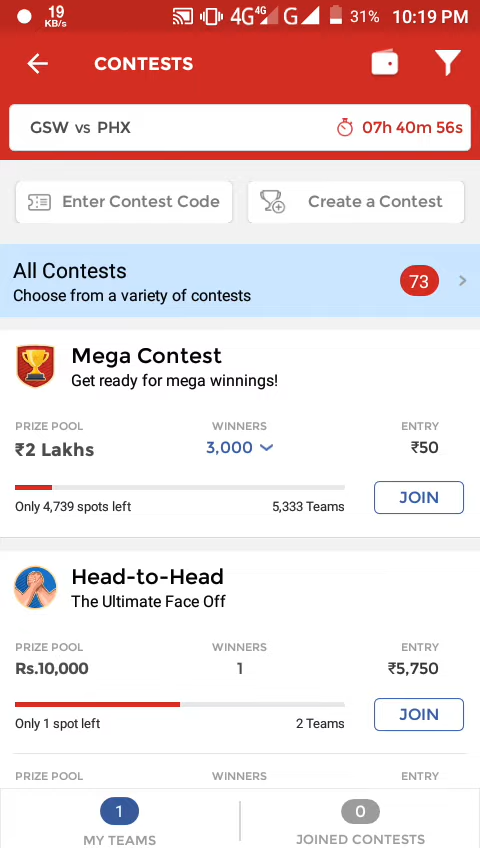 19
KB/s
4G 4G G 31% 10:19 PM
CONTESTS
GSW vs PHX 07h 40m 56s
Enter Contest Code Create a Contest
All Contests
Choose from a variety of contests
73
Mega Contest
Get ready for mega winnings!
PRIZE POOL WINNERS ENTRY
₹2 Lakhs 3,000 ₹50
Only 4,739 spots left 5,333 Teams JOIN
Head-to-Head
The Ultimate Face Off
PRIZE POOL WINNERS ENTRY
Rs.10,000 1 ₹5,750
Only 1 spot left 2 Teams JOIN
PRIZE POOL WINNERS ENTRY
1 0
MY TEAMS JOINED CONTESTS